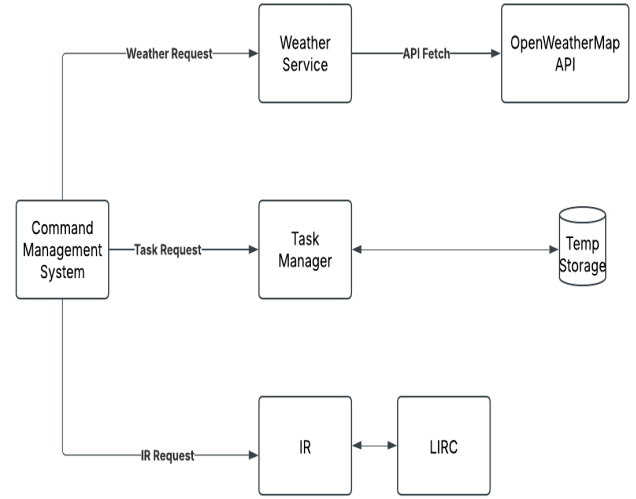 Weather Request
Weather
Service
API Fetch
OpenWeatherMap
API
Command
Management
System
Task Request
Task
Manager
Temp
Storage
IR Request
IR
LIRC